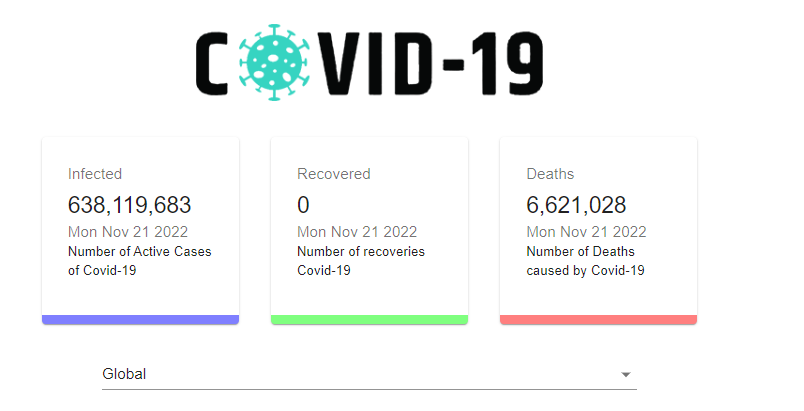 COVID-19
Infected
638,119,683
Mon Nov 21 2022
Number of Active Cases
of Covid-19
Recovered
0
Mon Nov 21 2022
Number of recoveries
Covid-19
Deaths
6,621,028
Mon Nov 21 2022
Number of Deaths
caused by Covid-19
Global